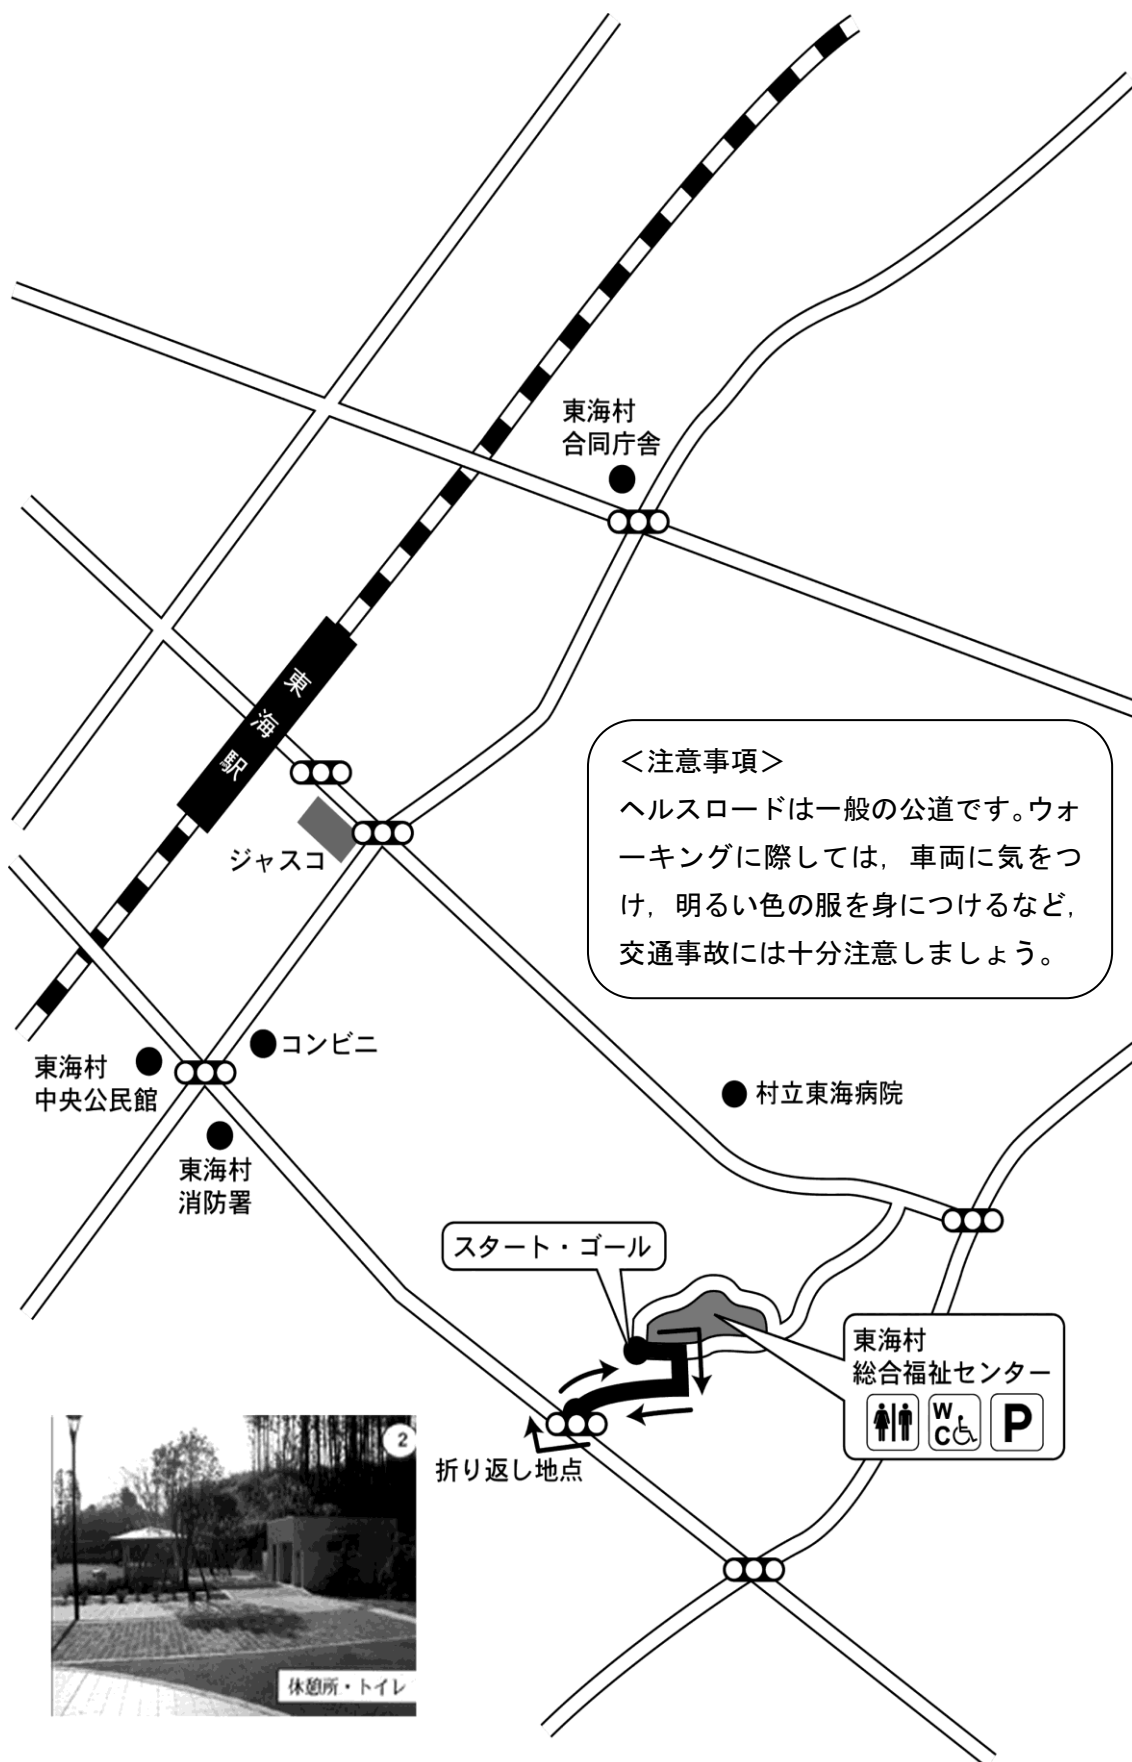 東海村
合同庁舎
東海駅
<注意事項>
ヘルスロードは一般の公道です。ウォ
ーキングに際しては，車両に気をつ
け，明るい色の服を身につけるなど，
交通事故には十分注意しましょう。
ジャスコ
コンビニ
東海村
中央公民館
村立東海病院
東海村
消防署
スタート・ゴール
東海村
総合福祉センター
W
C
P
折り返し地点
2
休憩所・トイレ